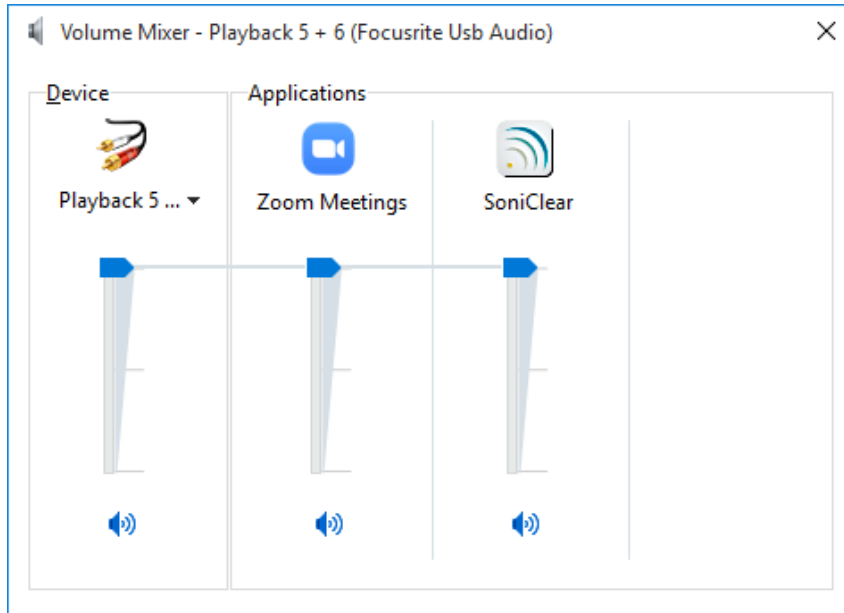 Volume Mixer - Playback 5 + 6 (Focusrite Usb Audio)
Device
Applications
Playback 5 ...
Zoom Meetings
SoniClear